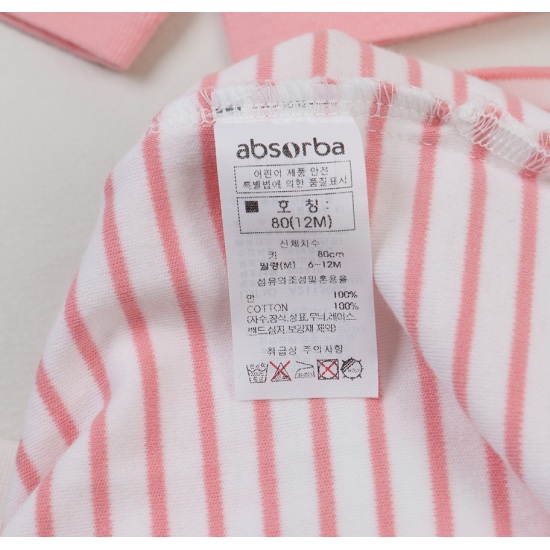 absorba
어린이 제품 안전
특별법에 의한 품질표시
호 칭 :
80(12M)
신체치수
키 80cm
월령(M) 6-12M
섬유의조성및혼용율
면 100%
COTTON 100%
(자수,장식,상표,무늬,레이스,
밴드,심지,보강재 제외)
취급상 주의사항